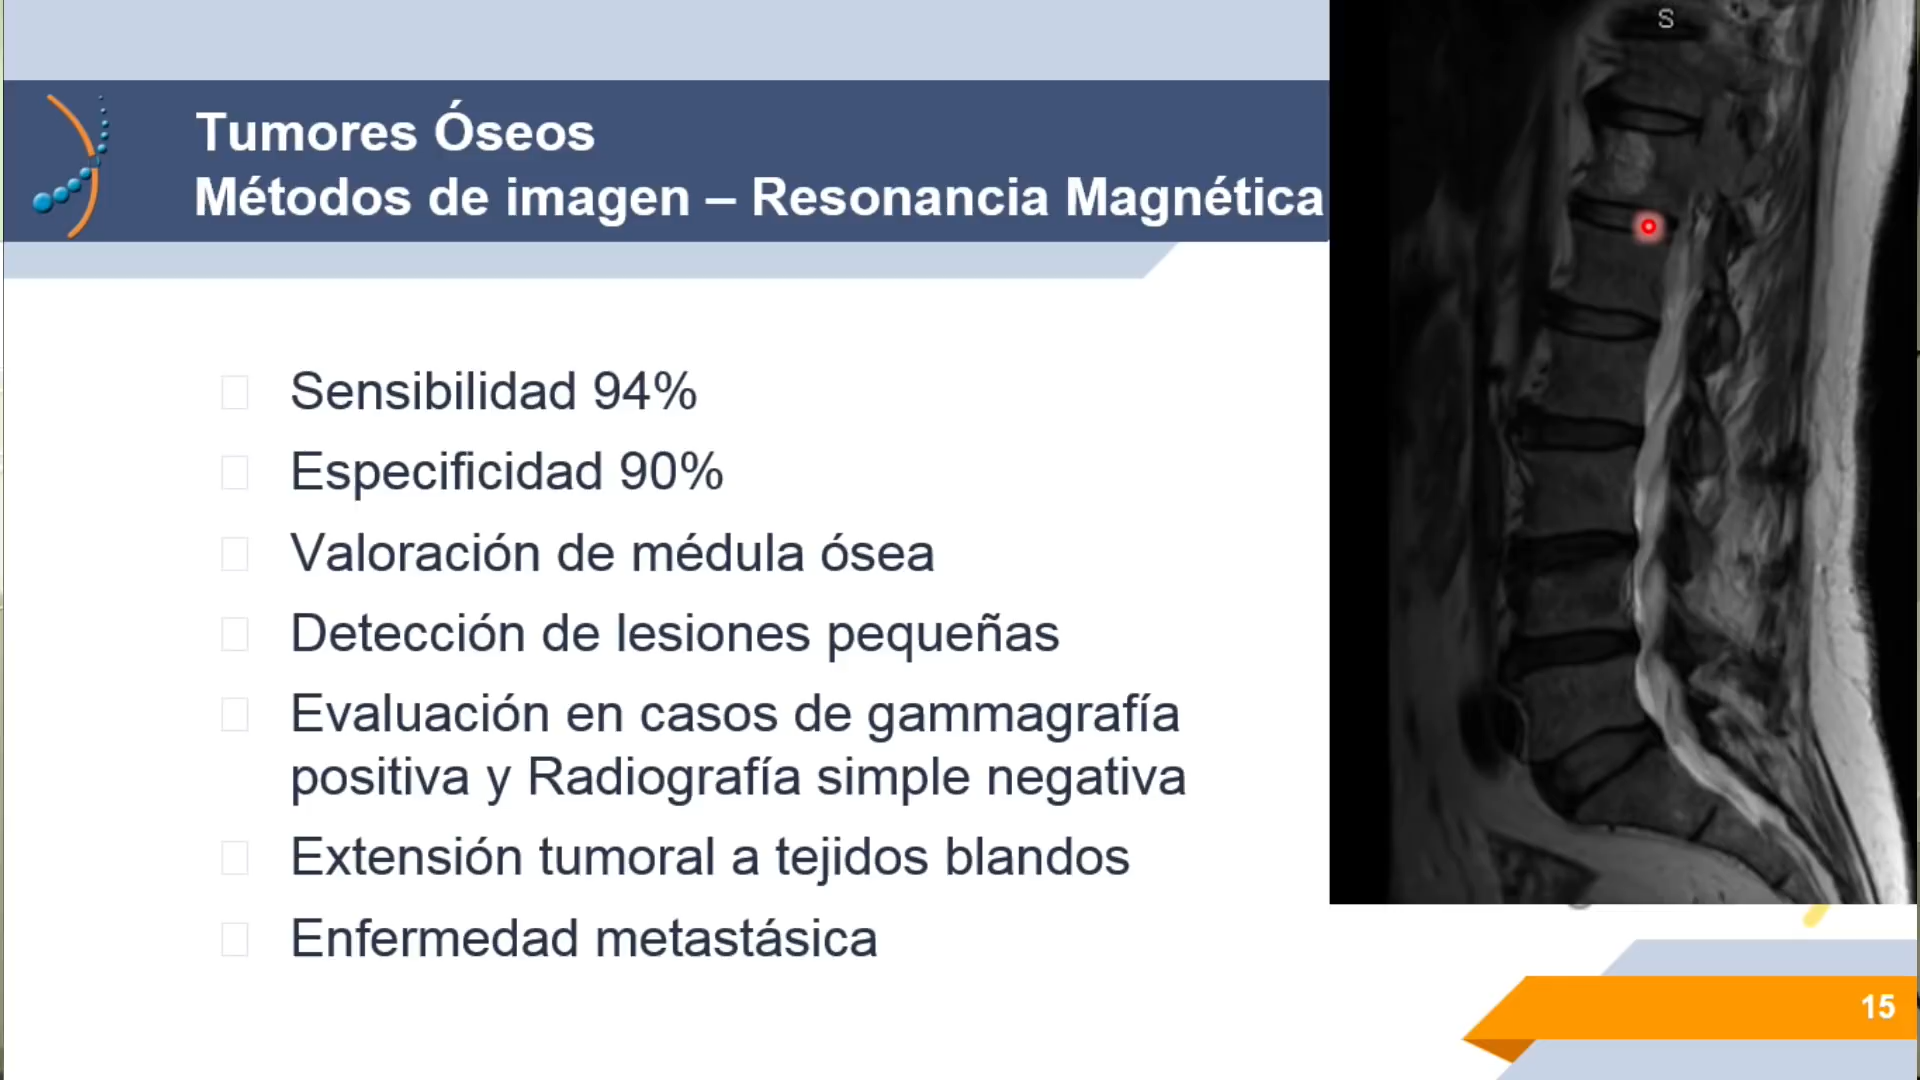 S
Tumores Óseos
Métodos de imagen – Resonancia Magnética
Sensibilidad 94%
Especificidad 90%
Valoración de médula ósea
Detección de lesiones pequeñas
Evaluación en casos de gammagrafía
positiva y Radiografía simple negativa
Extensión tumoral a tejidos blandos
Enfermedad metastásica
15